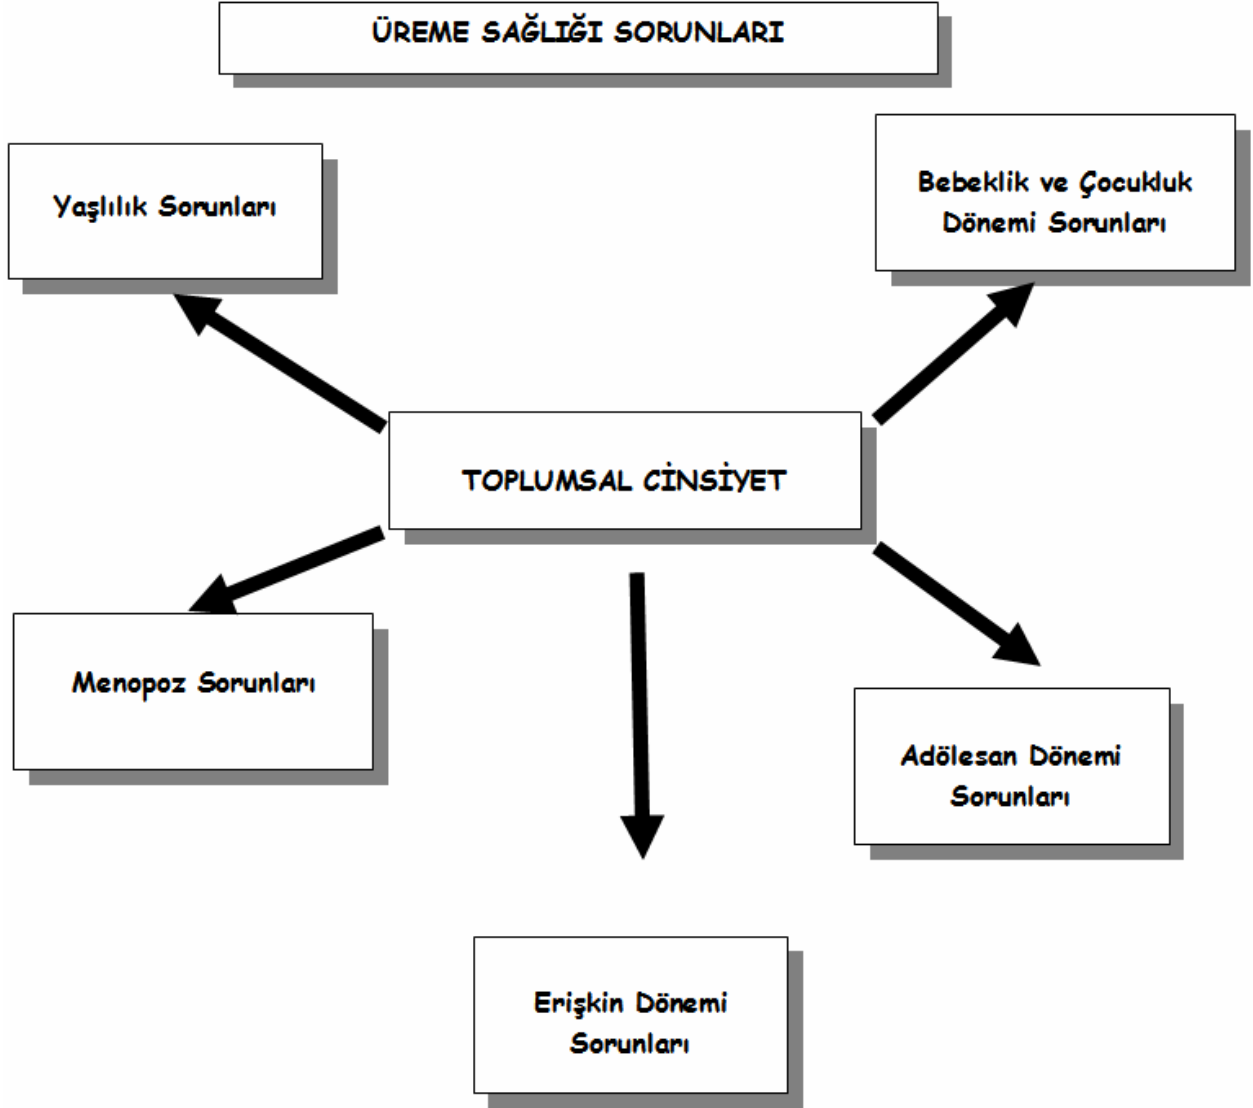 ÜREME SAĞLIĞI SORUNLARI
Yaşlılık Sorunları
Bebeklik ve Çocukluk
Dönemi Sorunları
TOPLUMSAL CİNSİYET
Menopoz Sorunları
Adölesan Dönemi
Sorunları
Erişkin Dönemi
Sorunları